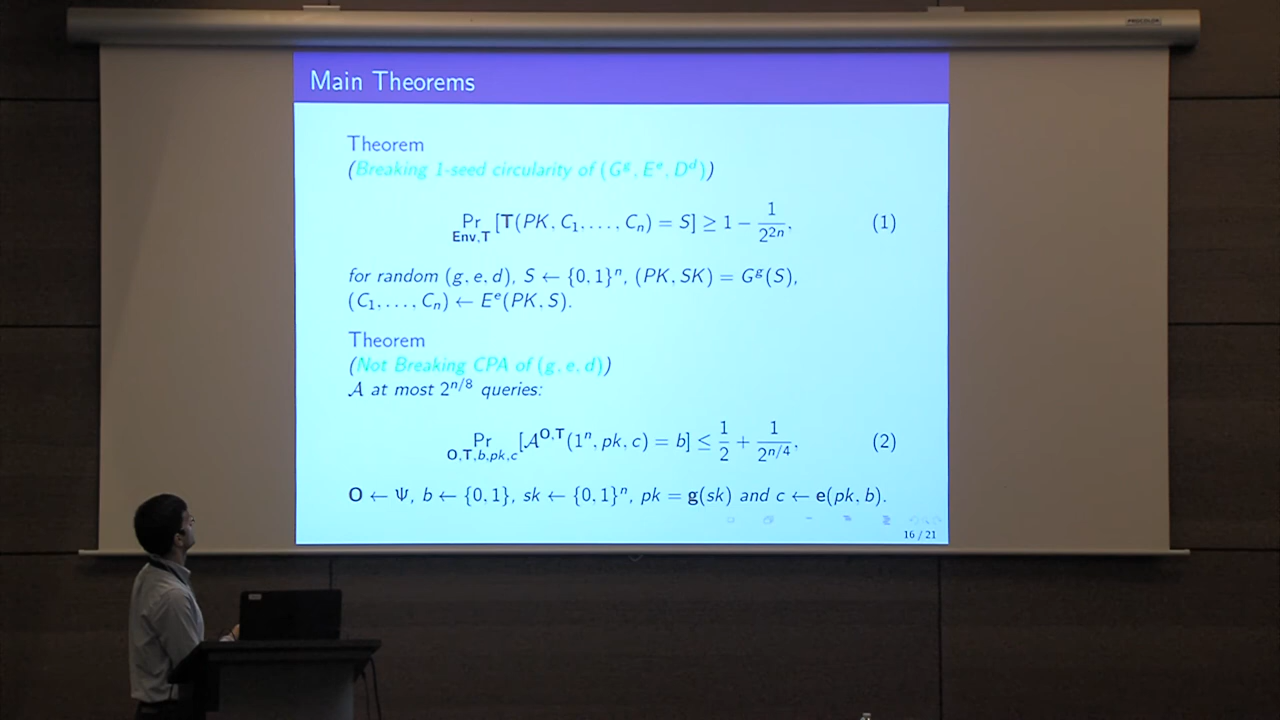 Main Theorems
Theorem
(Breaking 1-seed circularity of (G^g, E^e, D^d))
Pr_{Env,T} [T(PK, C_1, ..., C_n) = S] ≥ 1 − 1/2^{2n}, (1)
for random (g, e, d), S ← {0, 1}^n, (PK, SK) = G^g(S),
(C_1, ..., C_n) ← E^e(PK, S).
Theorem
(Not Breaking CPA of (g, e, d))
𝒜 at most 2^{n/8} queries:
Pr_{O,T,b,pk,c} [𝒜^{O,T}(1^n, pk, c) = b] ≤ 1/2 + 1/2^{n/4}, (2)
O ← Ψ, b ← {0, 1}, sk ← {0, 1}^n, pk = g(sk) and c ← e(pk, b).
16 / 21